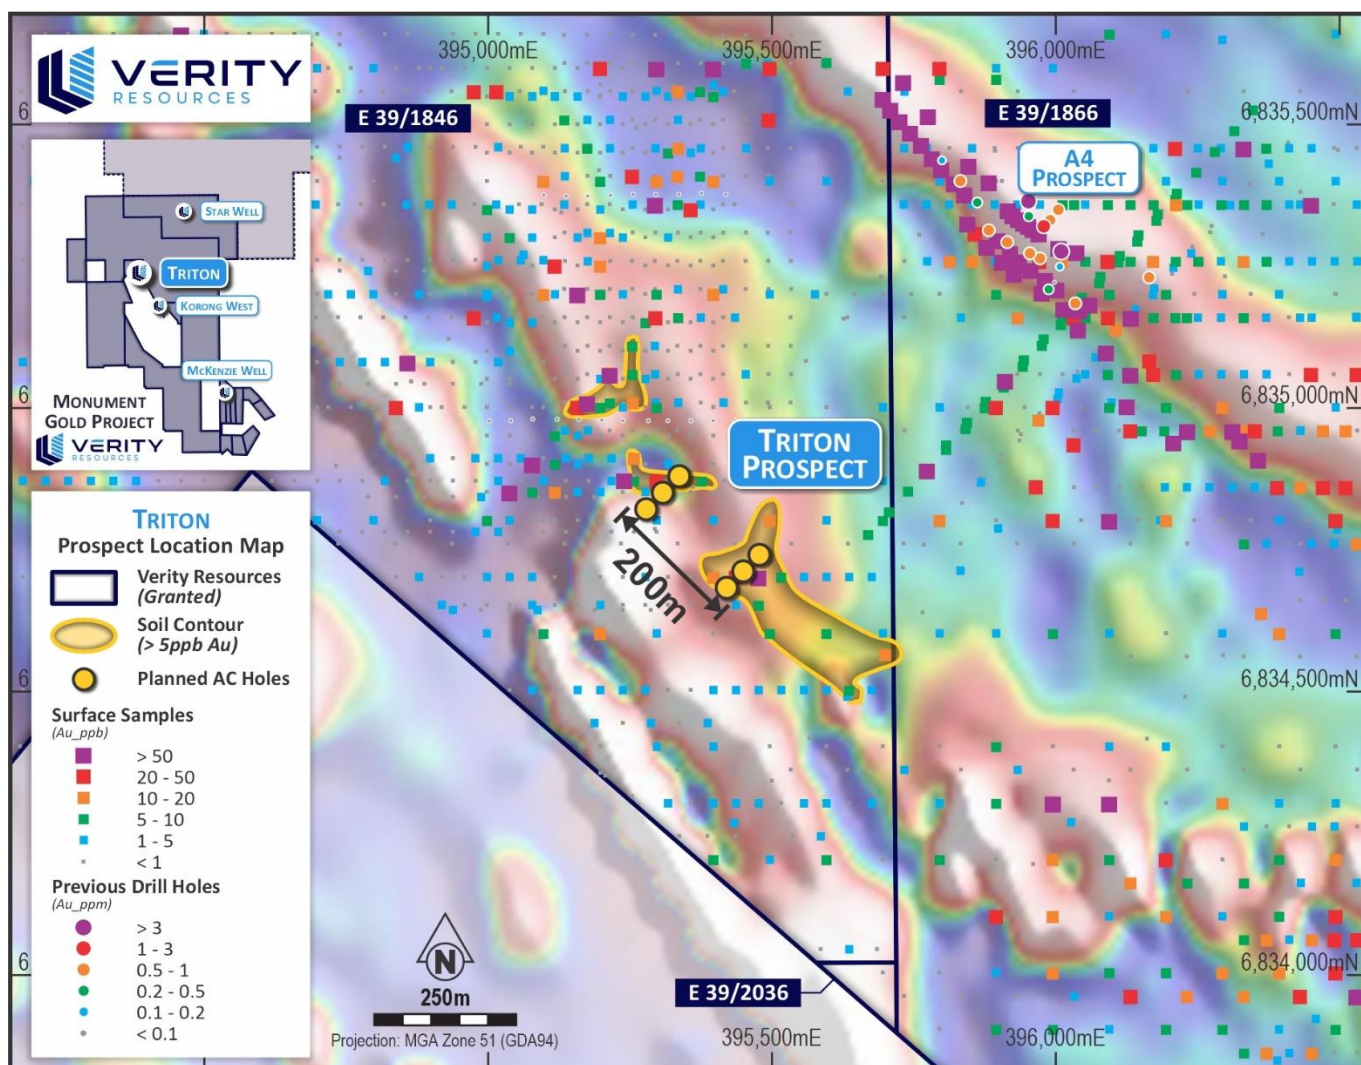 VERITY
RESOURCES
395,000mE
395,500mE
396,000mE
E 39/1846
E 39/1866
6,835,500mN
A4
PROSPECT
STAR WELL
TRITON
KORONG WEST
MCKENZIE WELL
MONUMENT
GOLD PROJECT
VERITY
RESOURCES
6
6,835,000mN
TRITON
PROSPECT
200m
TRITON
Prospect Location Map
Verity Resources
(Granted)
Soil Contour
(> 5ppb Au)
Planned AC Holes
Surface Samples
(Au_ppb)
> 50
20 - 50
10 - 20
5 - 10
1 - 5
< 1
Previous Drill Holes
(Au_ppm)
> 3
1 - 3
0.5 - 1
0.2 - 0.5
0.1 - 0.2
< 0.1
6
6,834,500mN
6
6,834,000mN
N
250m
Projection: MGA Zone 51 (GDA94)
E 39/2036
395,500mE
396,000mE